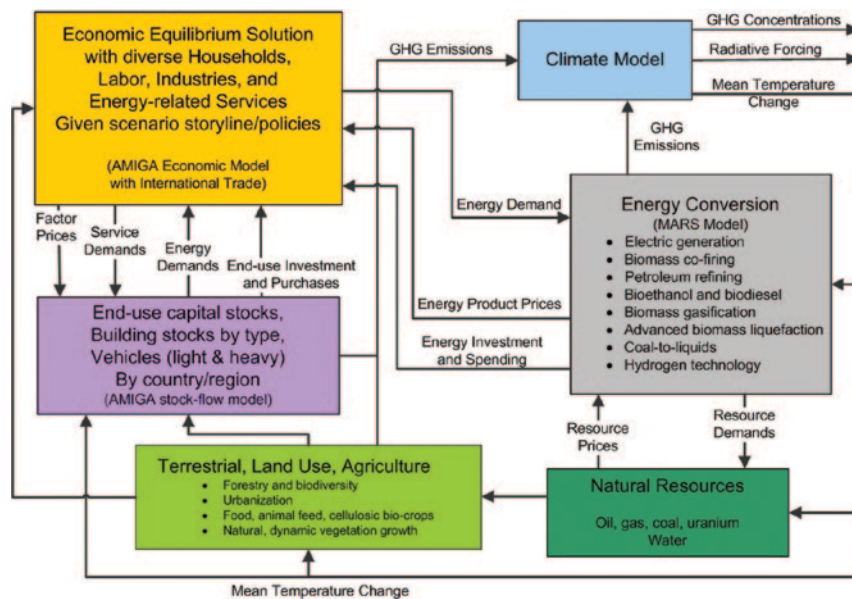 Economic Equilibrium Solution
with diverse Households,
Labor, Industries, and
Energy-related Services
Given scenario storyline/policies
(AMIGA Economic Model
with International Trade)
GHG Emissions
Climate Model
GHG Concentrations
Radiative Forcing
Mean Temperature
Change
GHG
Emissions
Energy Demand
Energy Conversion
(MARS Model)
• Electric generation
• Biomass co-firing
• Petroleum refining
• Bioethanol and biodiesel
• Biomass gasification
• Advanced biomass liquefaction
• Coal-to-liquids
• Hydrogen technology
Factor
Prices
Service
Demands
Energy
Demands
End-use Investment
and Purchases
Energy Product Prices
Energy Investment
and Spending
End-use capital stocks,
Building stocks by type,
Vehicles (light & heavy)
By country/region
(AMIGA stock-flow model)
Resource
Prices
Resource
Demands
Terrestrial, Land Use, Agriculture
• Forestry and biodiversity
• Urbanization
• Food, animal feed, cellulosic bio-crops
• Natural, dynamic vegetation growth
Natural Resources
Oil, gas, coal, uranium
Water
Mean Temperature Change